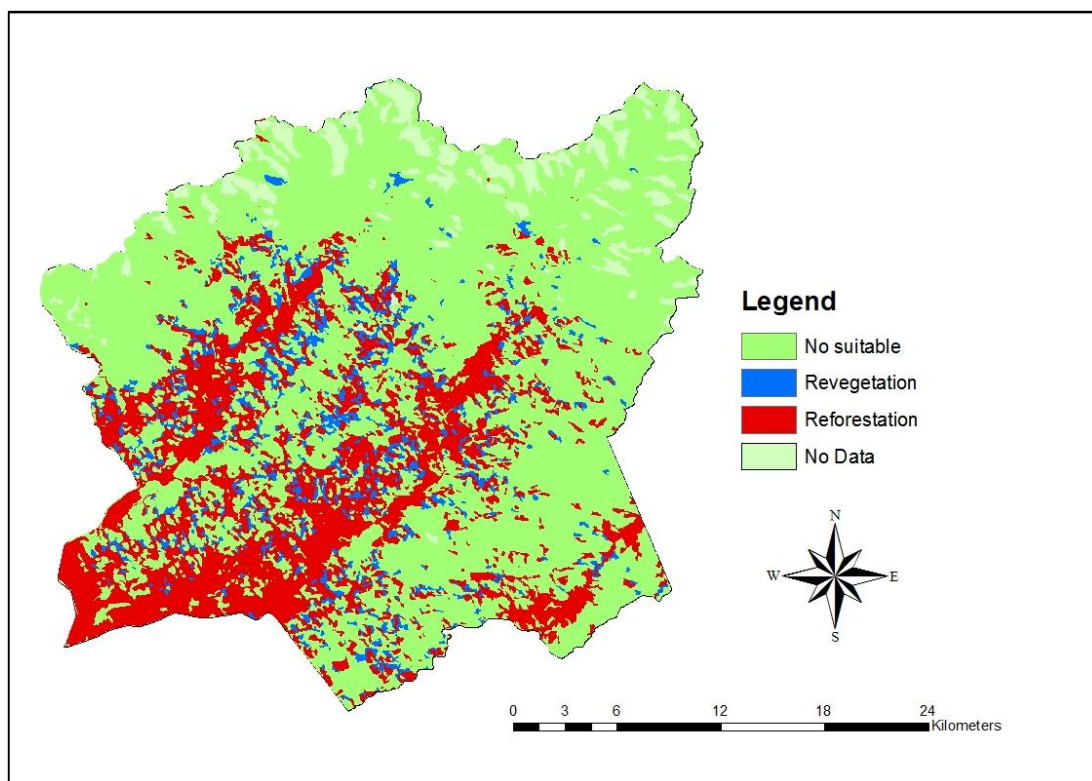 Legend
No suitable
Revegetation
Reforestation
No Data
N
W E
S
0 3 6 12 18 24
Kilometers